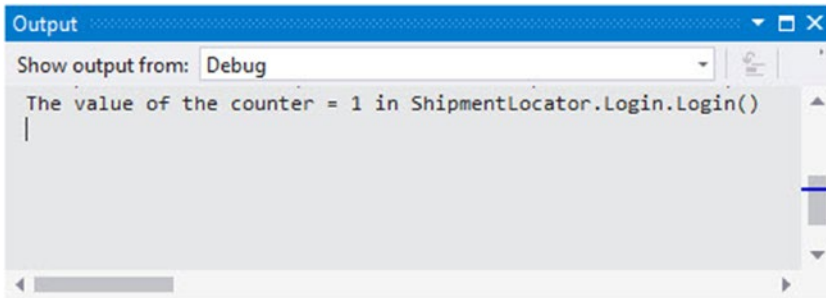 Output
Show output from: Debug
The value of the counter = 1 in ShipmentLocator.Login.Login()